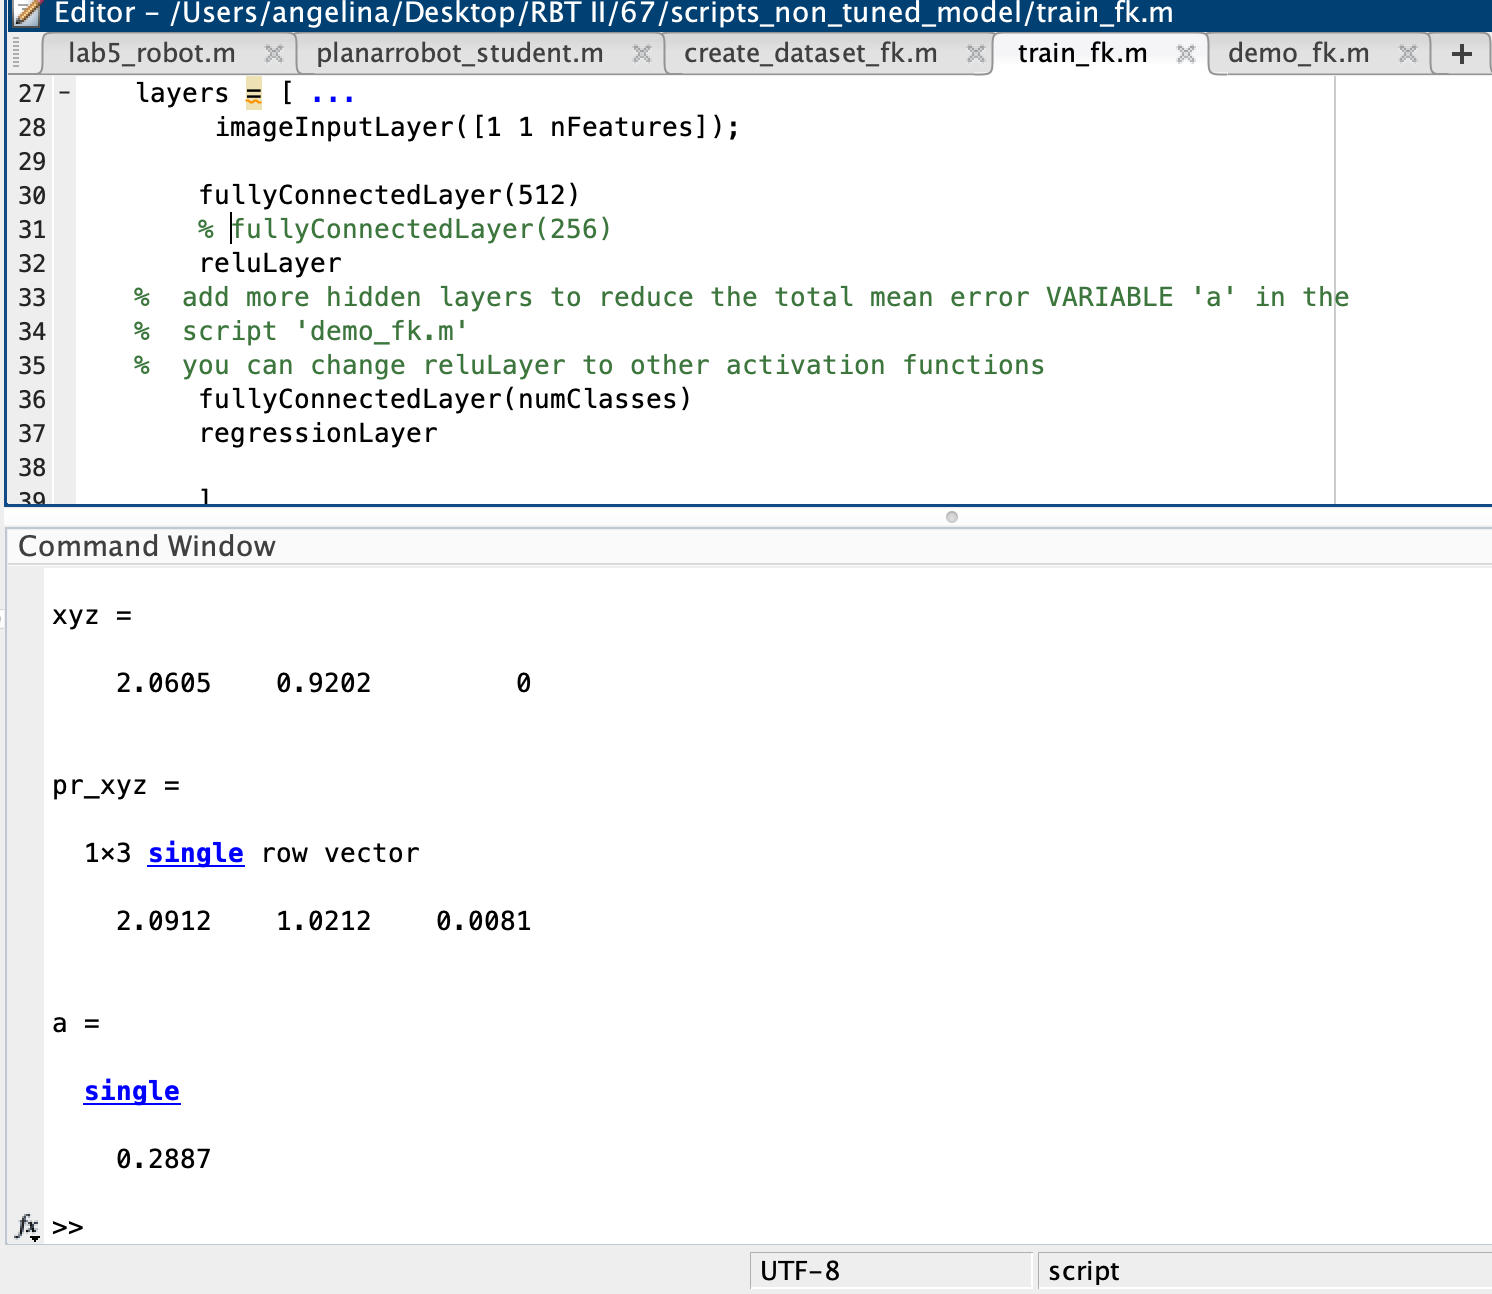 Editor – /Users/angelina/Desktop/RBT II/67/scripts_non_tuned_model/train_fk.m
lab5_robot.m planarrobot_student.m create_dataset_fk.m train_fk.m demo_fk.m +
27 – layers = [ ...
28 imageInputLayer([1 1 nFeatures]);
29
30 fullyConnectedLayer(512)
31 % fullyConnectedLayer(256)
32 reluLayer
33 % add more hidden layers to reduce the total mean error VARIABLE 'a' in the
34 % script 'demo_fk.m'
35 % you can change reluLayer to other activation functions
36 fullyConnectedLayer(numClasses)
37 regressionLayer
38
39 ]
Command Window
xyz =
2.0605 0.9202 0
pr_xyz =
1×3 single row vector
2.0912 1.0212 0.0081
a =
single
0.2887
fx >>
UTF-8 script